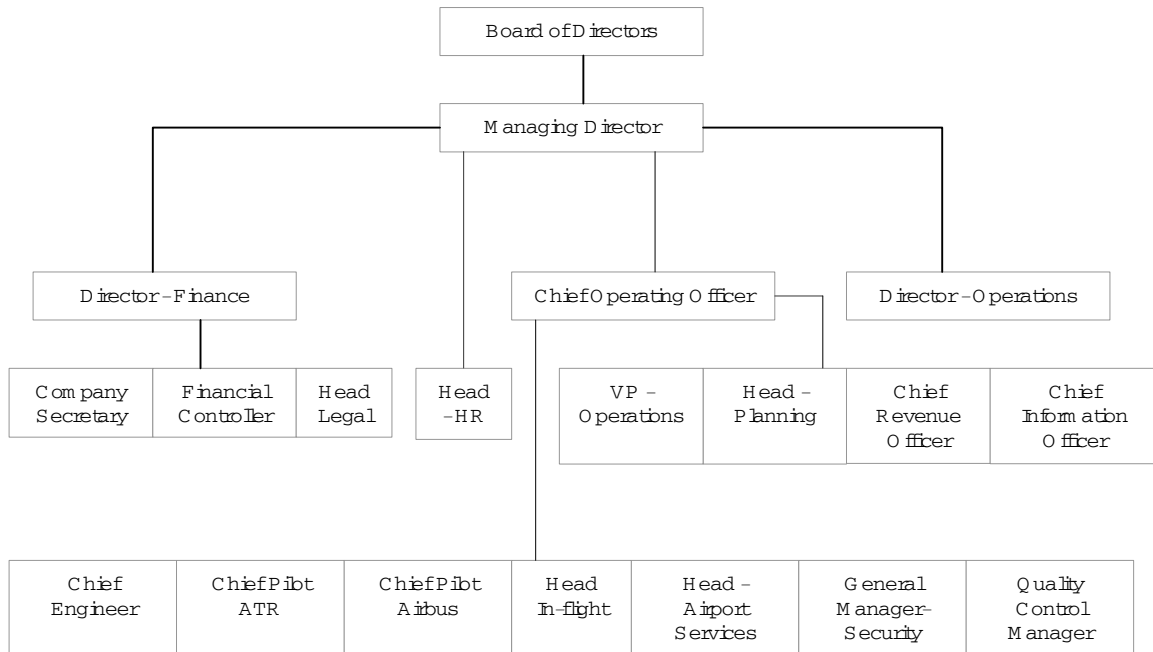 Board of Directors
Managing Director
Director - Finance
Chief Operating Officer
Director - Operations
Company
Secretary
Financial
Controller
Head
Legal
Head
-HR
VP -
Operations
Head -
Planning
Chief
Revenue
Officer
Chief
Information
Officer
Chief
Engineer
Chief Pilot
ATR
Chief Pilot
Airbus
Head
In-flight
Head -
Airport
Services
General
Manager-
Security
Quality
Control
Manager